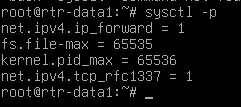 root@rtr-data1:~# sysctl -p
net.ipv4.ip_forward = 1
fs.file-max = 65535
kernel.pid_max = 65536
net.ipv4.tcp_rfc1337 = 1
root@rtr-data1:~# _